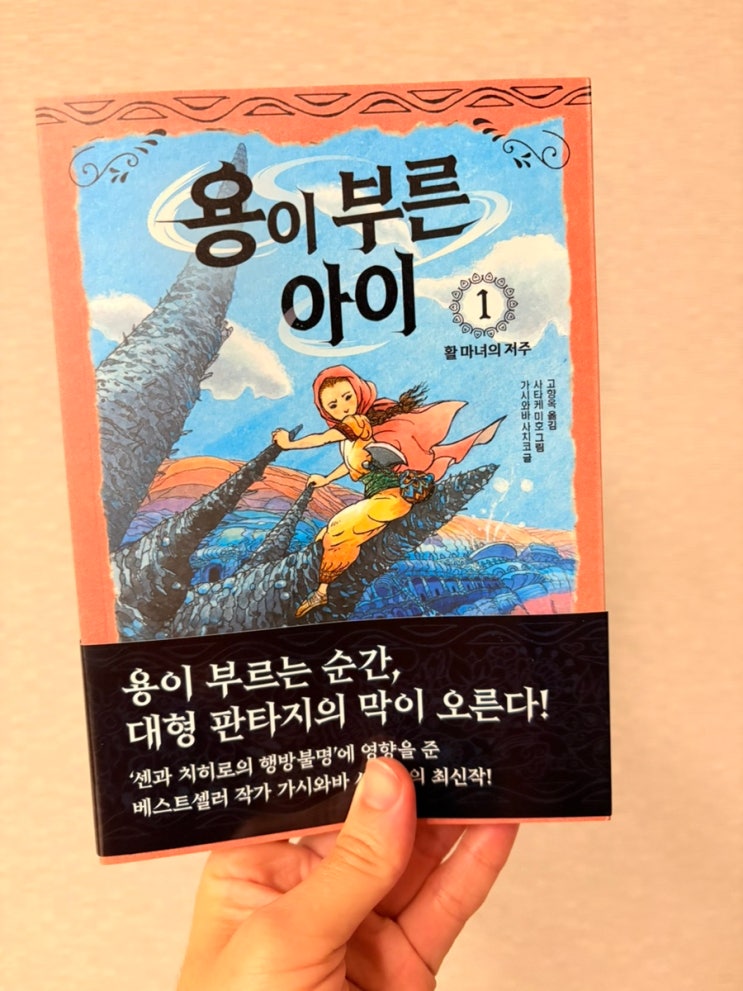 용이 부른
아이
1
활 마녀의 저주
가시와바 사치코 글
사타케 미호 그림
고향옥 옮김
용이 부르는 순간,
대형 판타지의 막이 오른다!
'센과 치히로의 행방불명'에 영향을 준
베스트셀러 작가 가시와바 의 최신작!